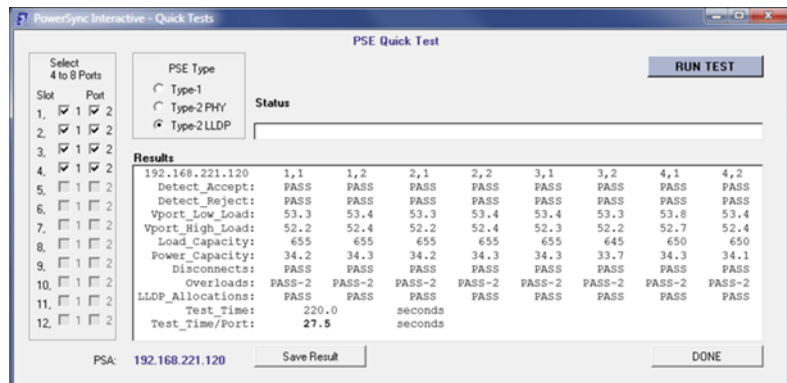 PowerSync Interactive - Quick Tests
PSE Quick Test
Select
4 to 8 Ports
Slot Port
1, 1 2
2, 1 2
3, 1 2
4, 1 2
5, 1 2
6, 1 2
7, 1 2
8, 1 2
9, 1 2
10, 1 2
11, 1 2
12, 1 2
PSE Type
Type-1
Type-2 PHY
Type-2 LLDP
RUN TEST
Status
Results
192.168.221.120 1,1 1,2 2,1 2,2 3,1 3,2 4,1 4,2
Detect_Accept: PASS PASS PASS PASS PASS PASS PASS PASS
Detect_Reject: PASS PASS PASS PASS PASS PASS PASS PASS
Vport_Low_Load: 53.3 53.4 53.3 53.4 53.4 53.3 53.8 53.4
Vport_High_Load: 52.2 52.4 52.2 52.4 52.3 52.2 52.7 52.4
Load_Capacity: 655 655 655 655 655 645 650 650
Power_Capacity: 34.2 34.3 34.2 34.3 34.3 33.7 34.3 34.1
Disconnects: PASS PASS PASS PASS PASS PASS PASS PASS
Overloads: PASS-2 PASS-2 PASS-2 PASS-2 PASS-2 PASS-2 PASS-2 PASS-2
LLDP_Allocations: PASS PASS PASS PASS PASS PASS PASS PASS
Test_Time: 220.0 seconds
Test_Time/Port: 27.5 seconds
PSA: 192.168.221.120
Save Result
DONE